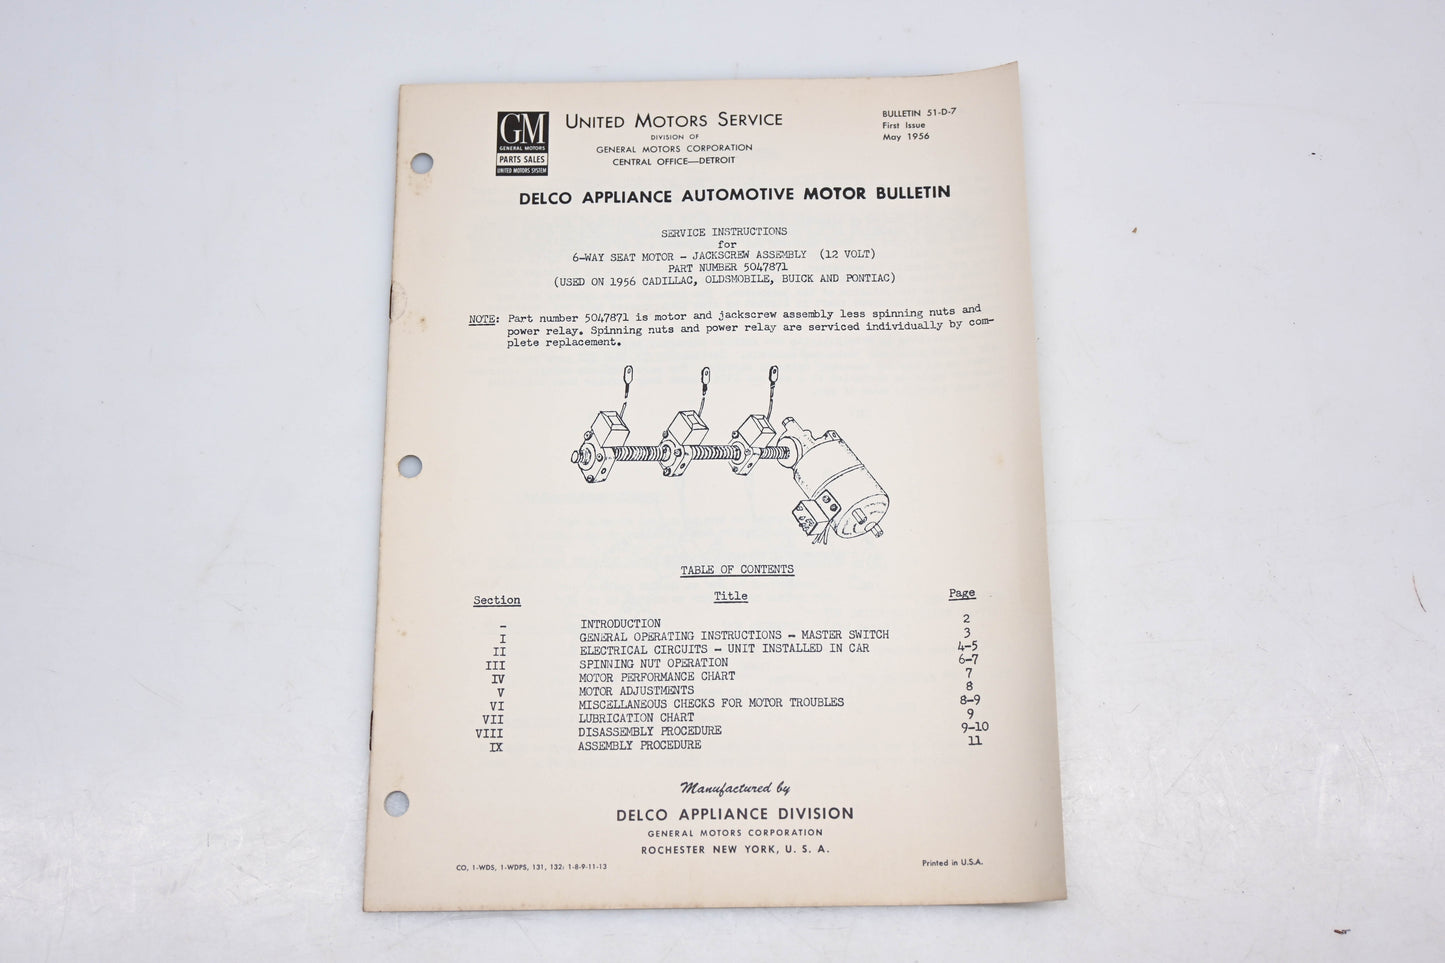 GM
GENERAL MOTORS
PARTS SALES
UNITED MOTORS SYSTEM
UNITED MOTORS SERVICE
DIVISION OF
GENERAL MOTORS CORPORATION
CENTRAL OFFICE—DETROIT
BULLETIN 51-D-7
First Issue
May 1956
DELCO APPLIANCE AUTOMOTIVE MOTOR BULLETIN
SERVICE INSTRUCTIONS
for
6-WAY SEAT MOTOR - JACKSCREW ASSEMBLY (12 VOLT)
PART NUMBER 5047871
(USED ON 1956 CADILLAC, OLDSMOBILE, BUICK AND PONTIAC)
NOTE: Part number 5047871 is motor and jackscrew assembly less spinning nuts and
power relay. Spinning nuts and power relay are serviced individually by com-
plete replacement.
TABLE OF CONTENTS
Section Title Page
- INTRODUCTION 2
I GENERAL OPERATING INSTRUCTIONS - MASTER SWITCH 3
II ELECTRICAL CIRCUITS - UNIT INSTALLED IN CAR 4-5
III SPINNING NUT OPERATION 6-7
IV MOTOR PERFORMANCE CHART 7
V MOTOR ADJUSTMENTS 8
VI MISCELLANEOUS CHECKS FOR MOTOR TROUBLES 8-9
VII LUBRICATION CHART 9
VIII DISASSEMBLY PROCEDURE 9-10
IX ASSEMBLY PROCEDURE 11
Manufactured by
DELCO APPLIANCE DIVISION
GENERAL MOTORS CORPORATION
ROCHESTER NEW YORK, U. S. A.
CO, 1-WDS, 1-WDPS, 131, 132: 1-8-9-11-13
Printed in U.S.A.